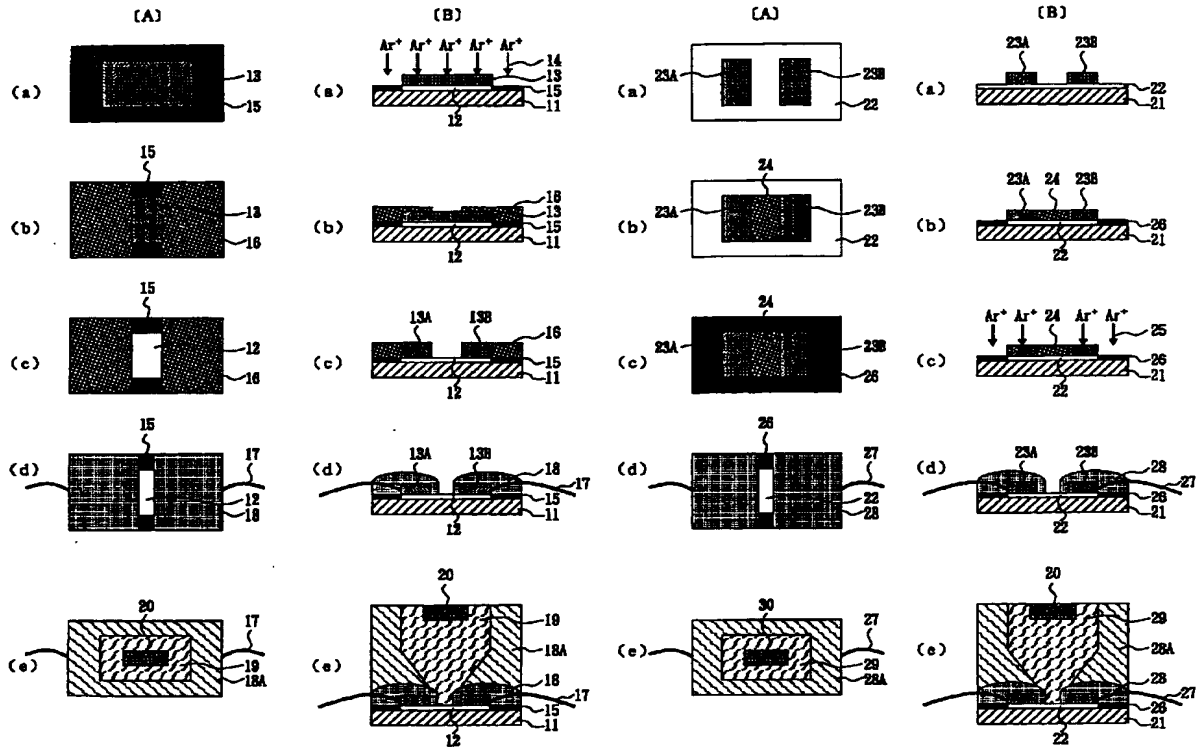 [A] [B] [A] [B]
Ar+ Ar+ Ar+ Ar+ Ar+
14
13
15
11
12
(a)
13
15
(a)
23A
23B
22
(a)
23A 23B
22
21
(a)
15
13
16
(b)
16
13
15
11
12
(b)
24
23A
23B
22
(b)
23A 24 23B
26
21
22
(b)
15
12
16
(c)
13A 13B
16
15
11
12
(c)
24
23A
23B
26
(c)
Ar+ Ar+ 24 Ar+ Ar+
25
26
21
22
(c)
15
17
12
18
(d)
13A 13B
18
17
15
11
12
(d)
26
27
22
28
(d)
23A 23B
28
27
26
21
22
(d)
20
17
19
18A
(e)
20
19
18A
18
17
15
11
12
(e)
30
27
29
28A
(e)
20
29
28A
28
27
26
21
22
(e)